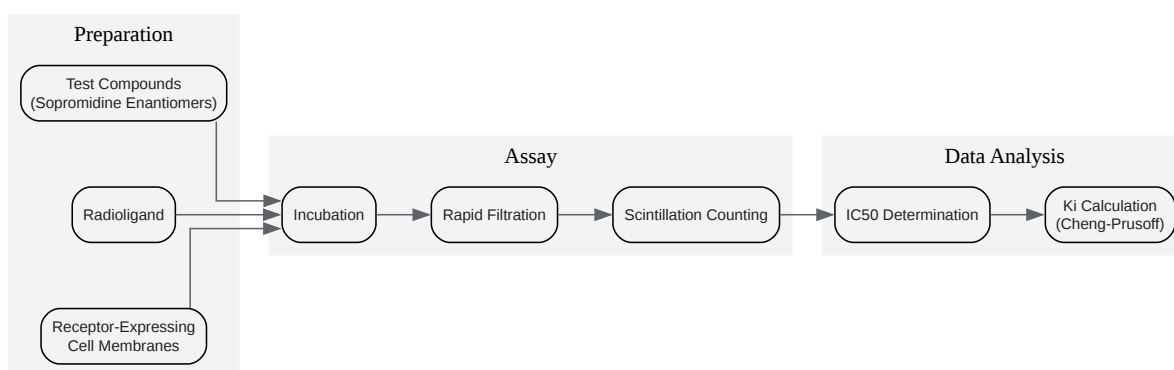 Preparation
Test Compounds
(Sopromidine Enantiomers)
Radioligand
Receptor-Expressing
Cell Membranes
Assay
Incubation
Rapid Filtration
Scintillation Counting
Data Analysis
IC50 Determination
Ki Calculation
(Cheng-Prusoff)